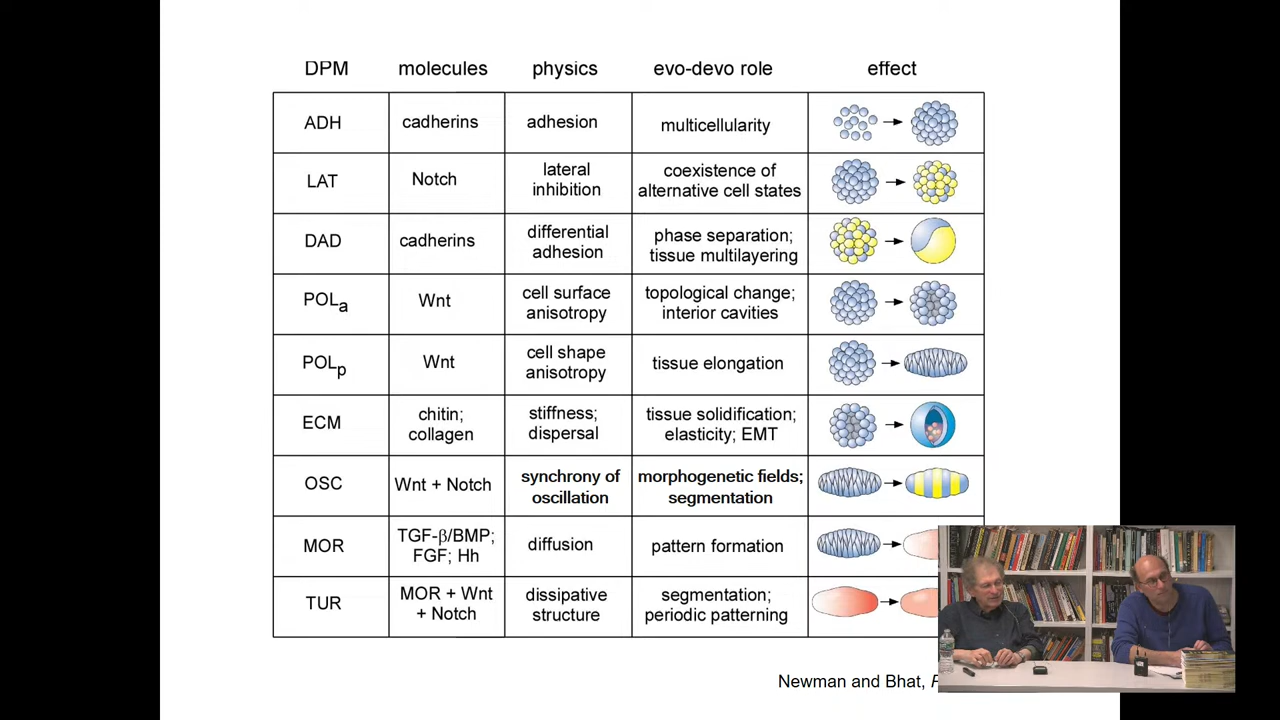 DPM molecules physics evo-devo role effect
ADH cadherins adhesion multicellularity
LAT Notch lateral inhibition coexistence of alternative cell states
DAD cadherins differential adhesion phase separation; tissue multilayering
POLa Wnt cell surface anisotropy topological change; interior cavities
POLp Wnt cell shape anisotropy tissue elongation
ECM chitin; collagen stiffness; dispersal tissue solidification; elasticity; EMT
OSC Wnt + Notch synchrony of oscillation morphogenetic fields; segmentation
MOR TGF-β/BMP; FGF; Hh diffusion pattern formation
TUR MOR + Wnt + Notch dissipative structure segmentation; periodic patterning
Newman and Bhat,